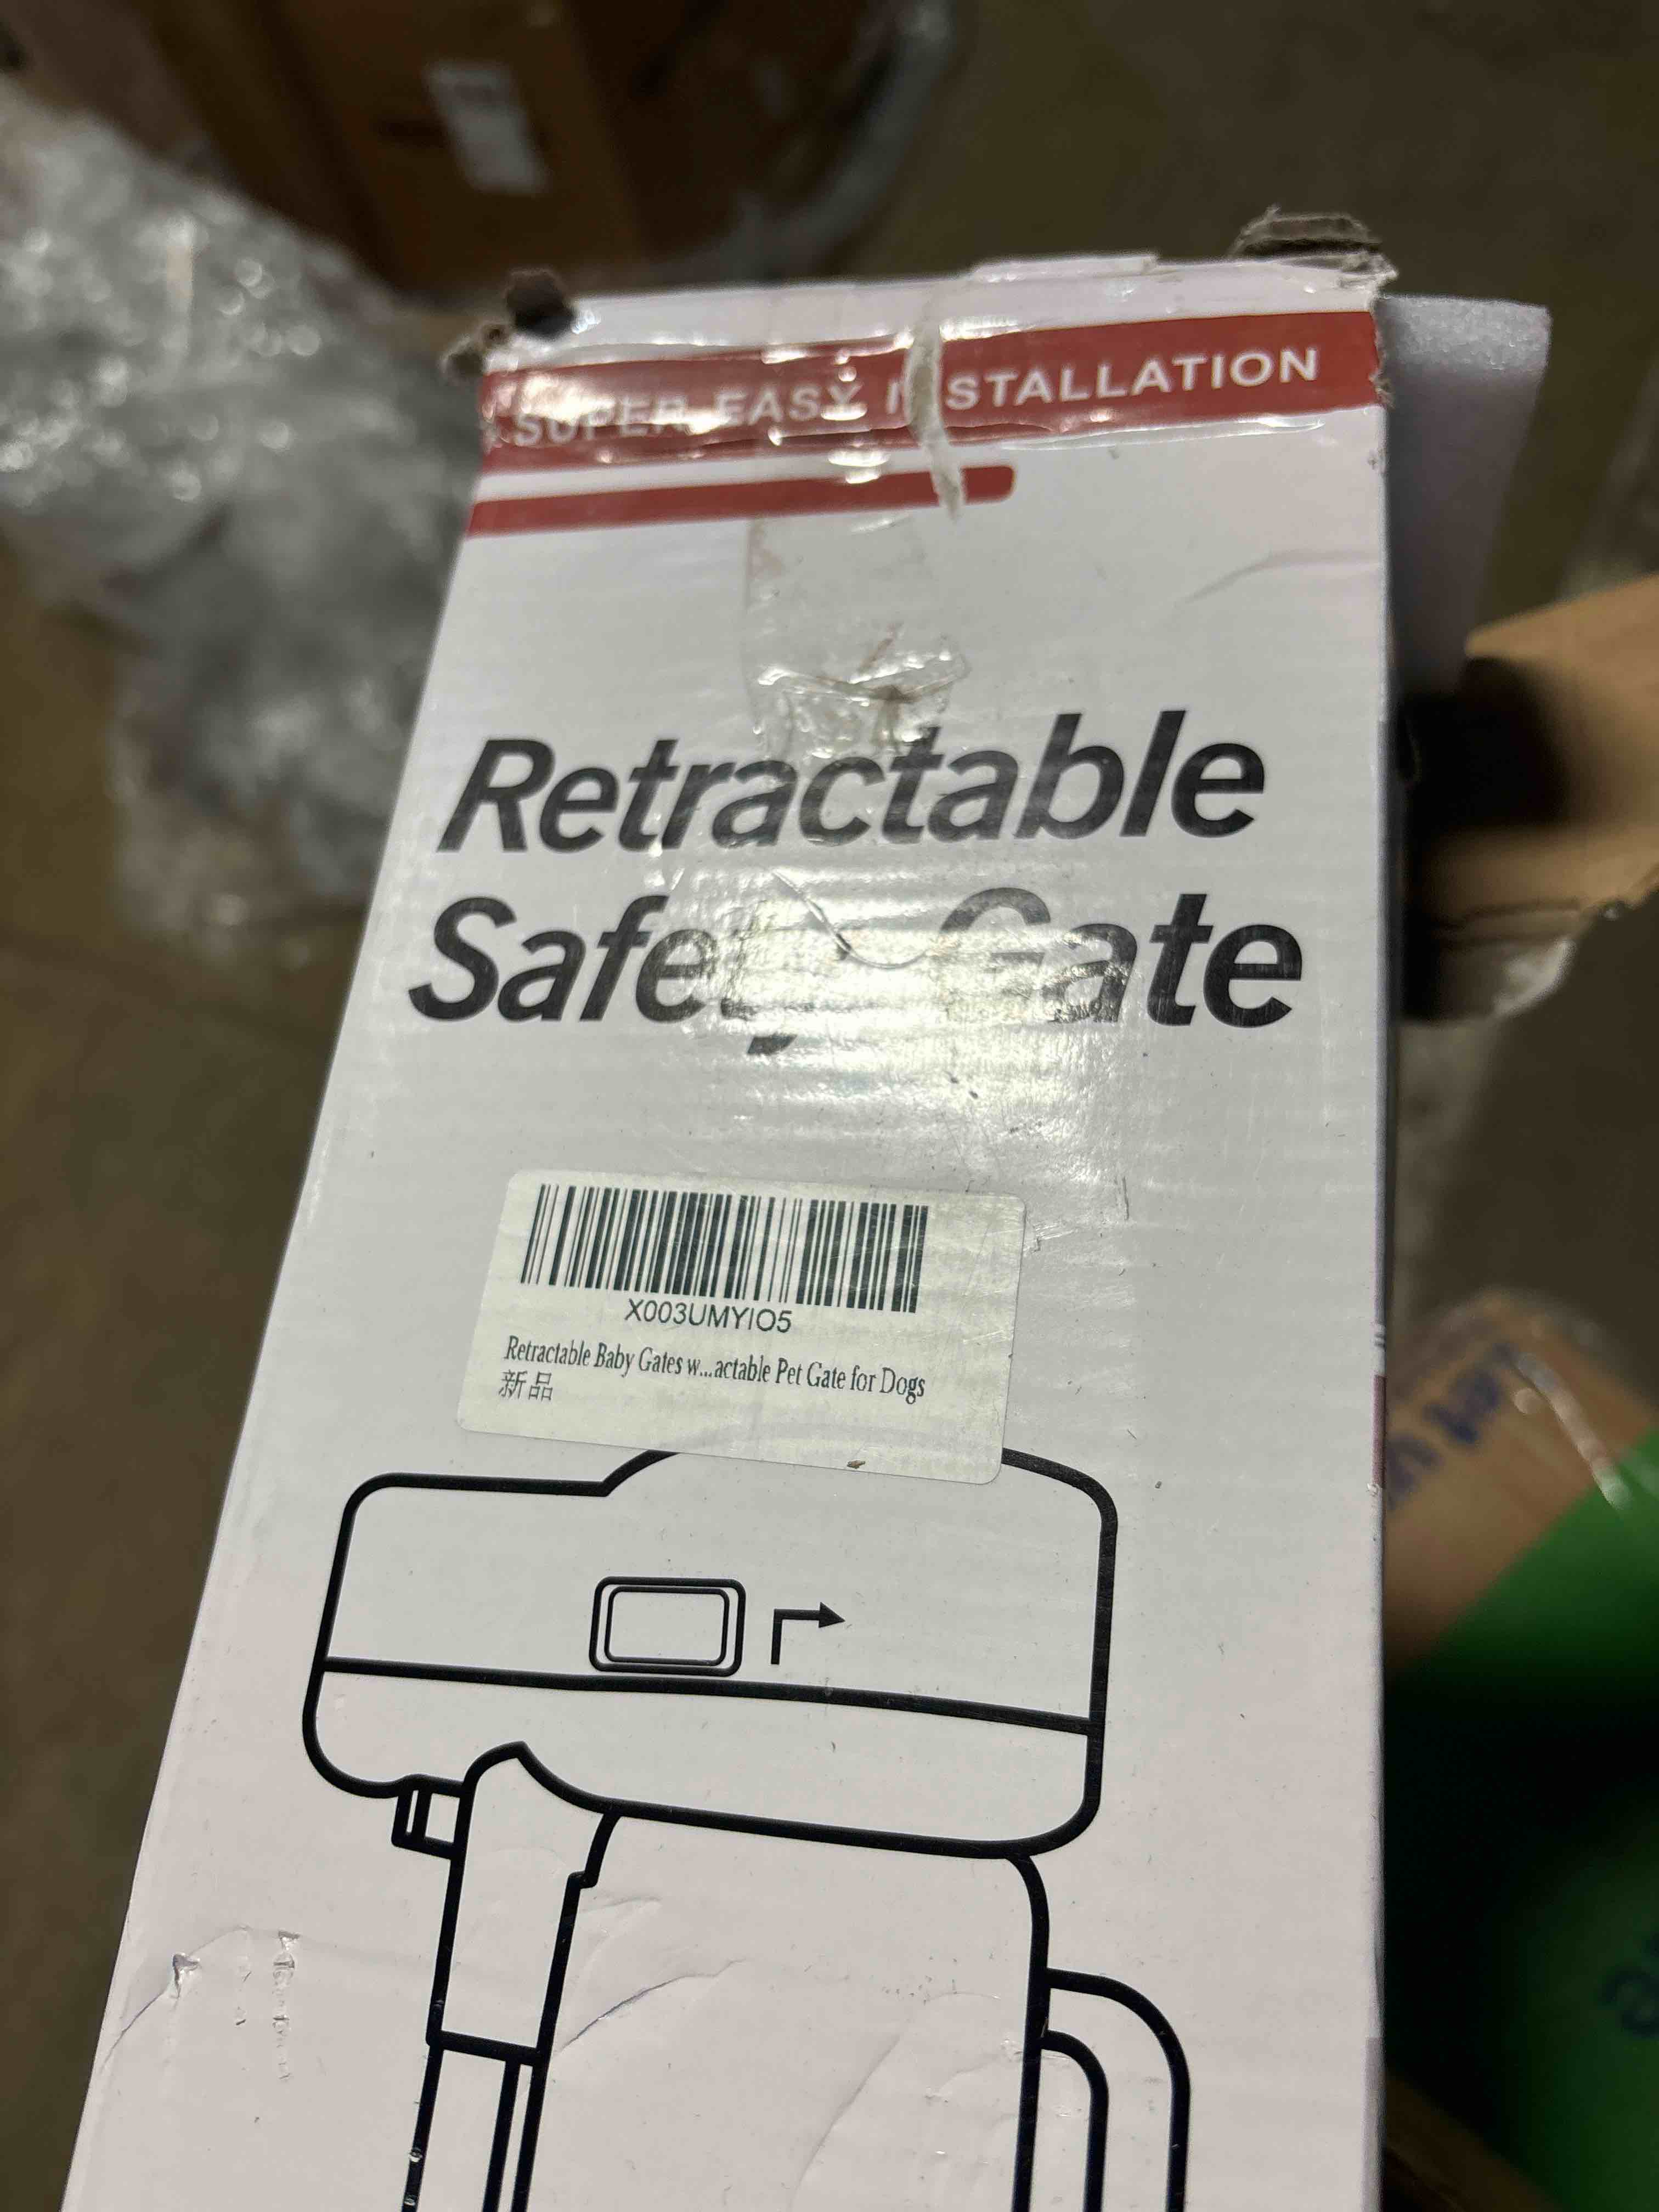 SUPER EASY INSTALLATION
Retractable
Safety Gate
X003UMYIO5
Retractable Baby Gates w...actable Pet Gate for Dogs
新品